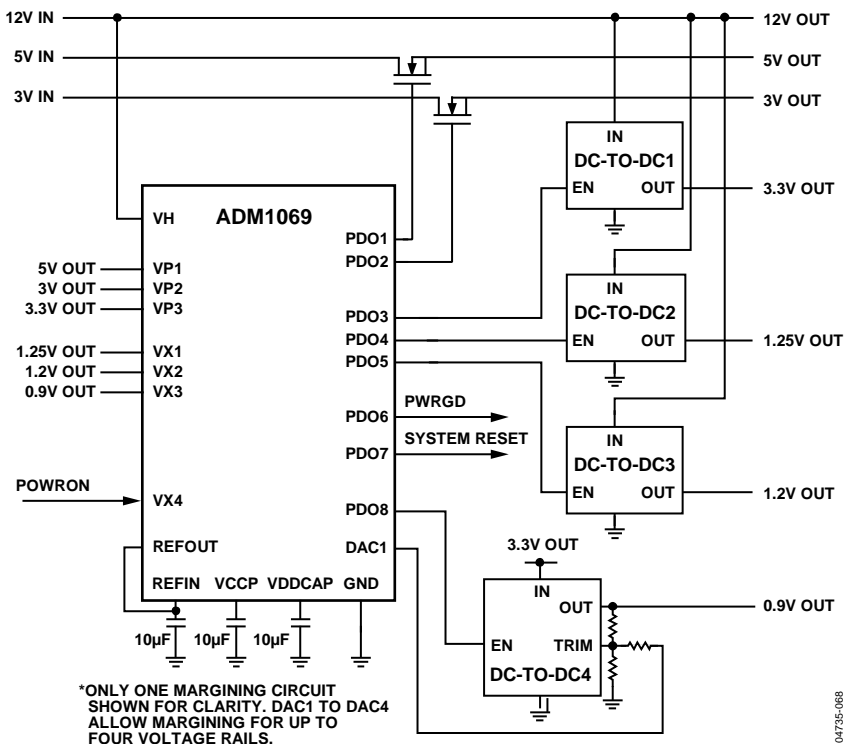 12V IN
12V OUT
5V IN
5V OUT
3V IN
3V OUT
IN
DC-TO-DC1
EN OUT
3.3V OUT
VH
ADM1069
PDO1
PDO2
5V OUT
VP1
3V OUT
VP2
3.3V OUT
VP3
PDO3
PDO4
PDO5
IN
DC-TO-DC2
EN OUT
1.25V OUT
1.25V OUT
VX1
1.2V OUT
VX2
0.9V OUT
VX3
PDO6
PWRGD
PDO7
SYSTEM RESET
IN
DC-TO-DC3
EN OUT
1.2V OUT
POWRON
VX4
PDO8
REFOUT
DAC1
REFIN VCCP VDDCAP GND
10µF
10µF
10µF
3.3V OUT
IN
OUT
0.9V OUT
EN
TRIM
DC-TO-DC4
*ONLY ONE MARGINING CIRCUIT
SHOWN FOR CLARITY. DAC1 TO DAC4
ALLOW MARGINING FOR UP TO
FOUR VOLTAGE RAILS.
04735-068